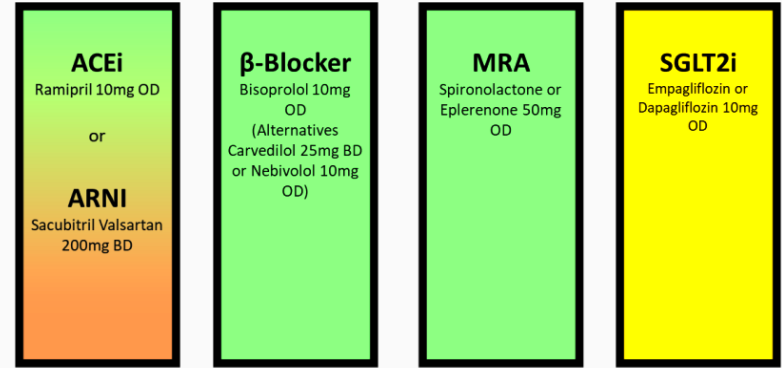 ACEi
Ramipril 10mg OD
or
ARNI
Sacubitril Valsartan
200mg BD
β-Blocker
Bisoprolol 10mg
OD
(Alternatives
Carvedilol 25mg BD
or Nebivolol 10mg
OD)
MRA
Spironolactone or
Eplerenone 50mg
OD
SGLT2i
Empagliflozin or
Dapagliflozin 10mg
OD